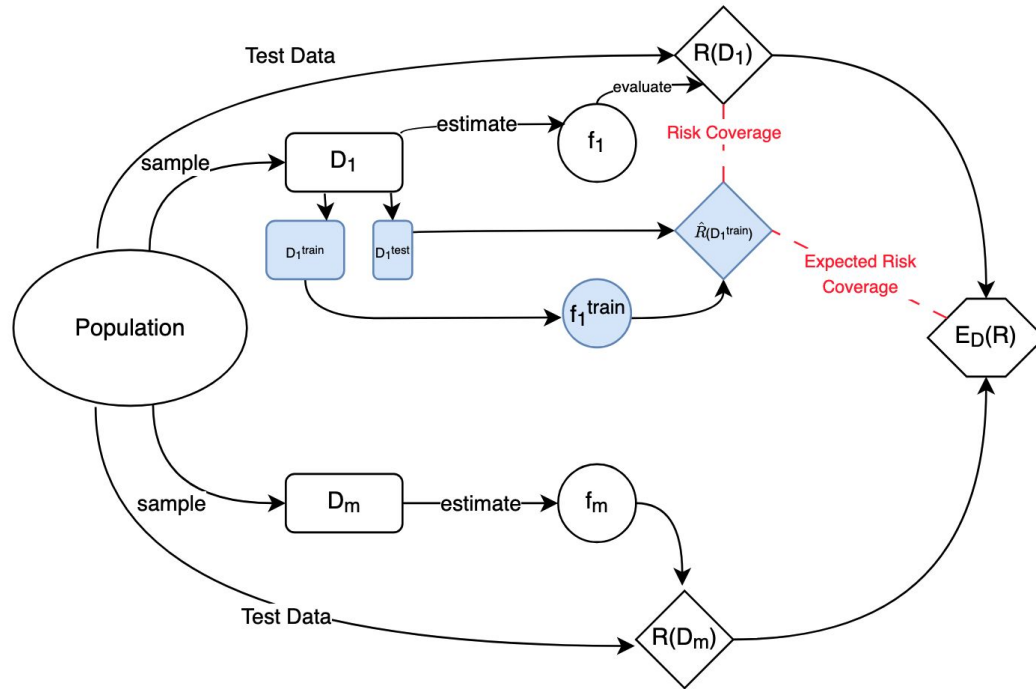 Test Data
R(D₁)
evaluate
estimate
f₁
Risk Coverage
sample
D₁
D₁ᵗʳᵃⁱⁿ
D₁ᵗᵉˢᵗ
R̂(D₁ᵗʳᵃⁱⁿ)
Expected Risk
Coverage
f₁ᵗʳᵃⁱⁿ
Population
E_D(R)
sample
Dₘ
estimate
fₘ
Test Data
R(Dₘ)